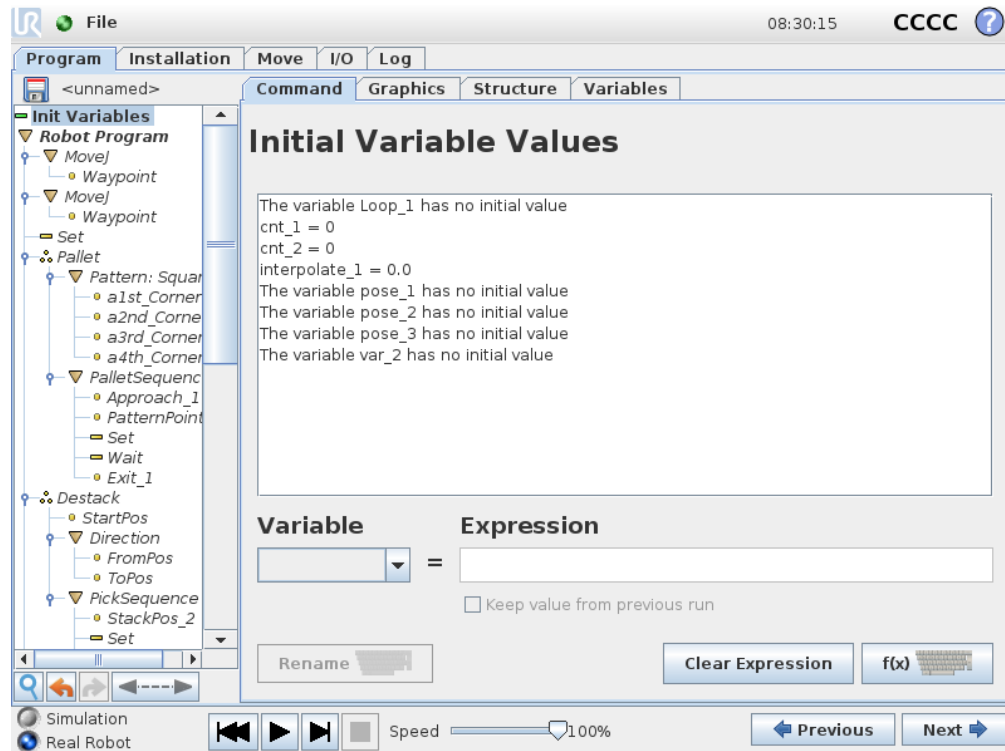 UR File 08:30:15 CCCC ?
Program Installation Move I/O Log
<unnamed> Command Graphics Structure Variables
Init Variables
Robot Program
MoveJ
Waypoint
MoveJ
Waypoint
Set
Pallet
Pattern: Squar
a1st_Corner
a2nd_Corne
a3rd_Corner
a4th_Corner
PalletSequenc
Approach_1
PatternPoint
Set
Wait
Exit_1
Destack
StartPos
Direction
FromPos
ToPos
PickSequence
StackPos_2
Set
Initial Variable Values
The variable Loop_1 has no initial value
cnt_1 = 0
cnt_2 = 0
interpolate_1 = 0.0
The variable pose_1 has no initial value
The variable pose_2 has no initial value
The variable pose_3 has no initial value
The variable var_2 has no initial value
Variable Expression
=
Keep value from previous run
Rename Clear Expression f(x)
Simulation
Real Robot
Speed 100% Previous Next